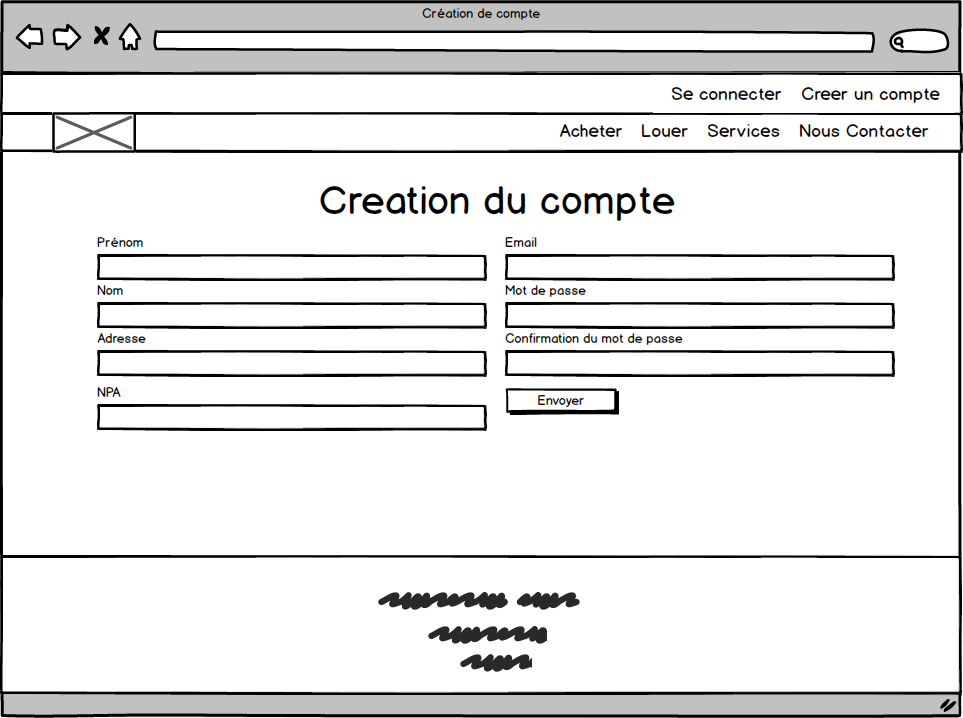 Création de compte
Se connecter Creer un compte
Acheter Louer Services Nous Contacter
Creation du compte
Prénom
Nom
Adresse
NPA
Email
Mot de passe
Confirmation du mot de passe
Envoyer